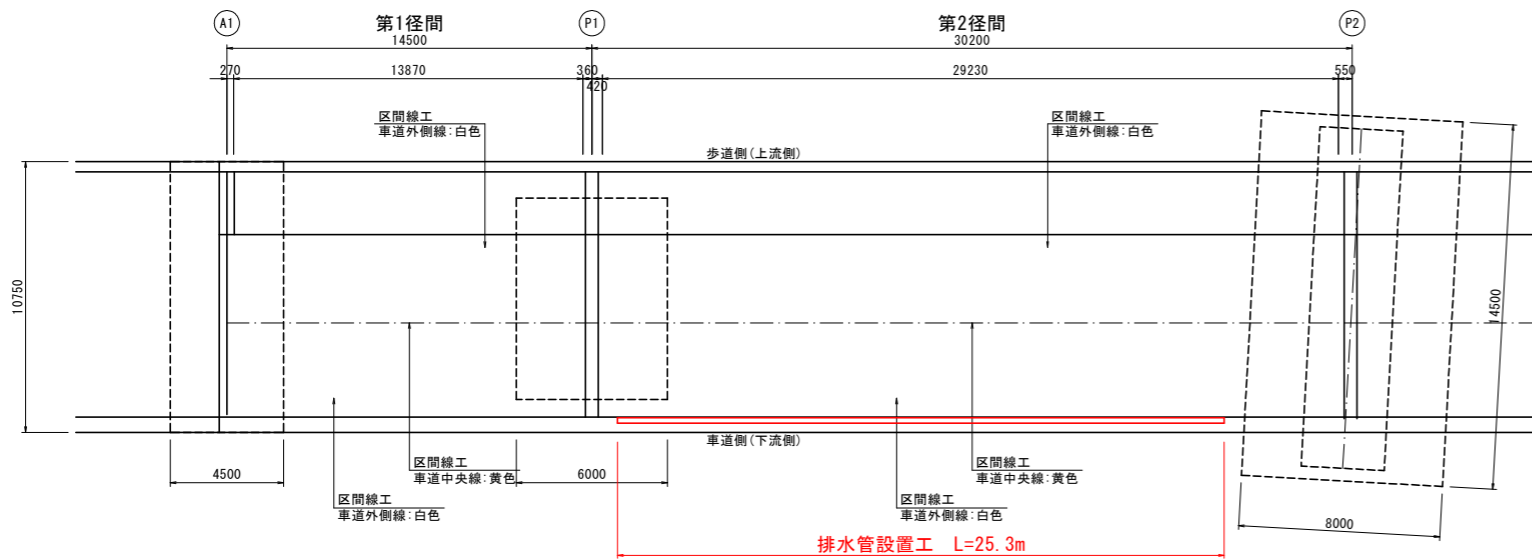 A1
第1径間
P1
第2径間
P2
14500
30200
270
13870
360
420
29230
550
区間線工
車道外側線:白色
区間線工
車道外側線:白色
歩道側(上流側)
10750
14500
車道側(下流側)
4500
区間線工
車道中央線:黄色
6000
区間線工
車道中央線:黄色
区間線工
車道外側線:白色
区間線工
車道外側線:白色
8000
排水管設置工 L=25.3m